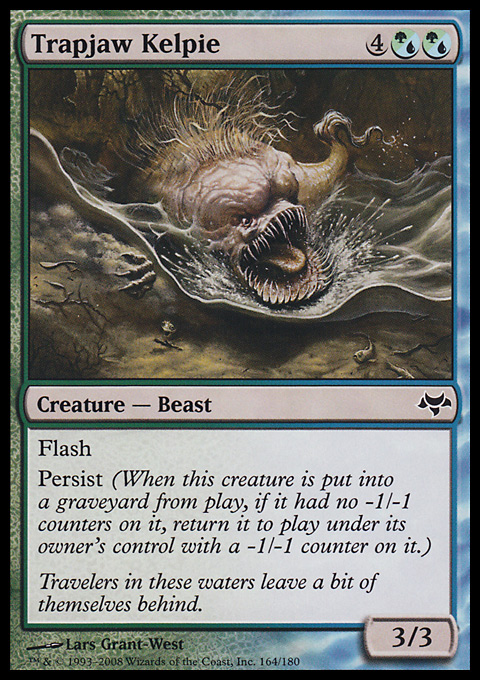 Trapjaw Kelpie 4
Creature — Beast
Flash
Persist (When this creature is put into
a graveyard from play, if it had no -1/-1
counters on it, return it to play under its
owner's control with a -1/-1 counter on it.)
Travelers in these waters leave a bit of
themselves behind.
Lars Grant-West
3/3
™ & © 1993–2008 Wizards of the Coast, Inc. 164/180